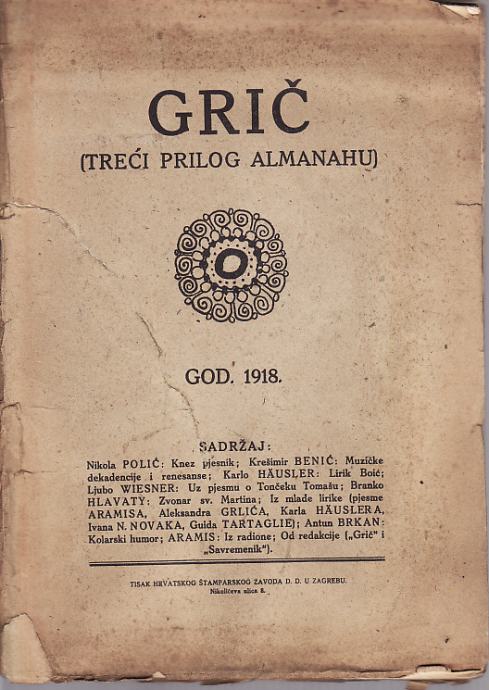 GRIČ
(TREĆI PRILOG ALMANAHU)
GOD. 1918.
SADRŽAJ:
Nikola POLIĆ: Knez pjesnik; Krešimir BENIĆ: Muzičke
dekadencije i renesanse; Karlo HÄUSLER: Lirik Boić;
Ljubo WIESNER: Uz pjesmu o Tončeku Tomašu; Branko
HLAVATY: Zvonar sv. Martina; Iz mlade lirike (pjesme
ARAMISA, Aleksandra GRLIĆA, Karla HÄUSLERA,
Ivana N. NOVAKA, Guida TARTAGLIE); Antun BRKAN:
Kolarski humor; ARAMIS: Iz radione; Od redakcije („Grič" i
„Savremenik").
TISAK HRVATSKOG ŠTAMPARSKOG ZAVODA D. D. U ZAGREBU.
Nikolićeva ulica 8.